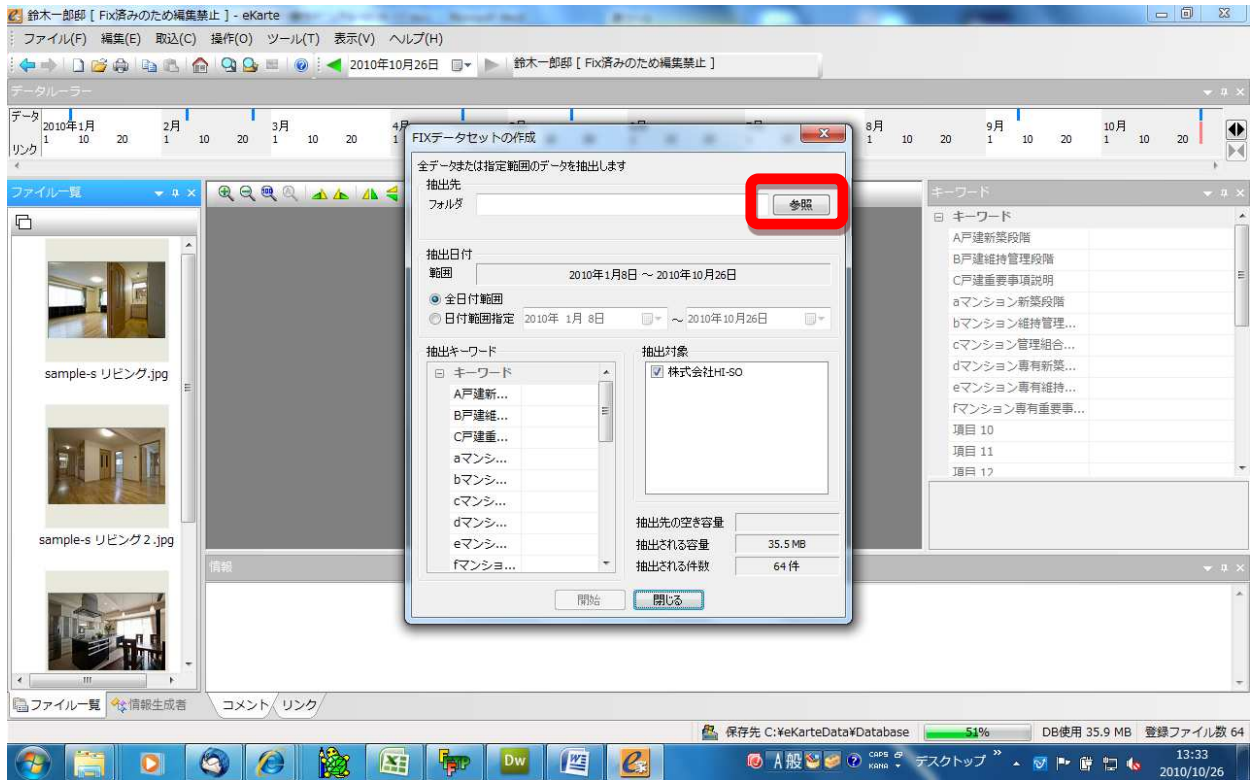 鈴木一郎邸 [ Fix済みのため編集禁止 ] - eKarte
ファイル(F) 編集(E) 取込(C) 操作(O) ツール(T) 表示(V) ヘルプ(H)
2010年10月26日 鈴木一郎邸 [ Fix済みのため編集禁止 ]
データルーラー
データ
2010年1月 2月 3月 8月 9月 10月
リンク 1 10 20 1 10 20 1 10 20 1 1 10 20 1 10 20 1 10 20
ファイル一覧
sample-s リビング.jpg
sample-s リビング2.jpg
ファイル一覧 情報生成者
FIXデータセットの作成
全データまたは指定範囲のデータを抽出します
抽出先
フォルダ 参照
抽出日付
範囲 2010年1月8日 ～ 2010年10月26日
全日付範囲
日付範囲指定 2010年 1月 8日 ～ 2010年10月26日
抽出キーワード
キーワード
A戸建新...
B戸建維...
C戸建重...
aマンシ...
bマンシ...
cマンシ...
dマンシ...
eマンシ...
fマンショ...
抽出対象
株式会社HI-SO
抽出先の空き容量
抽出される容量 35.5 MB
抽出される件数 64 件
開始 閉じる
キーワード
キーワード
A戸建新築段階
B戸建維持管理段階
C戸建重要事項説明
aマンション新築段階
bマンション維持管理...
cマンション管理組合...
dマンション専有新築...
eマンション専有維持...
fマンション専有重要事...
項目 10
項目 11
項目 12
情報
コメント リンク
保存先 C:¥eKarteData¥Database 51% DB使用 35.9 MB 登録ファイル数 64
Dw
A 般 CAPS KANA デスクトップ 13:33
2010/10/26